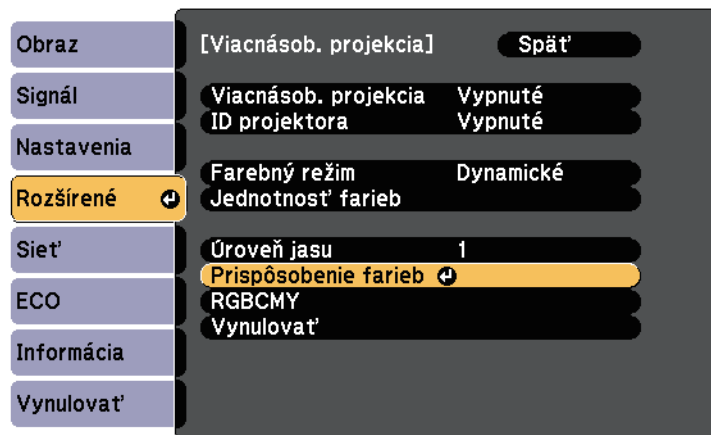 Obraz
Signál
Nastavenia
Rozšírené
Sieť
ECO
Informácia
Vynulovať
[Viacnásob. projekcia] Späť
Viacnásob. projekcia Vypnuté
ID projektora Vypnuté
Farebný režim Dynamické
Jednotnosť farieb
Úroveň jasu 1
Prispôsobenie farieb
RGBCMY
Vynulovať